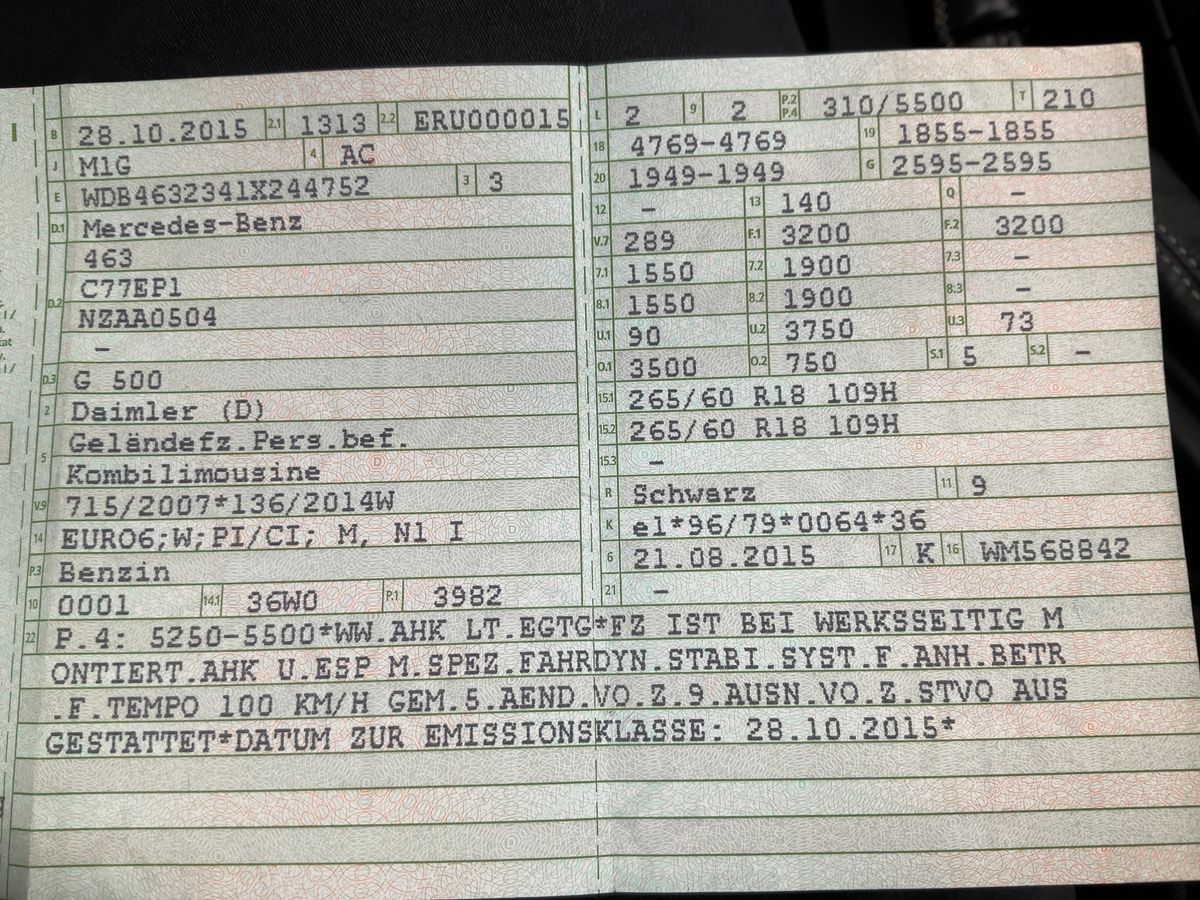 B 28.10.2015 2.1 1313 2.2 ERU000015
J M1G 4 AC
E WDB4632341X244752 3 3
D.1 Mercedes-Benz
463
D.2 C77EP1
NZAA0504
–
D.3 G 500
2 Daimler (D)
5 Geländefz.Pers.bef.
Kombilimousine
V.9 715/2007*136/2014W
14 EURO6;W;PI/CI; M, N1 I
P.3 Benzin
10 0001 14.1 36W0 P.1 3982
L 2 9 2 P.2 P.4 310/5500 T 210
18 4769-4769 19 1855-1855
20 1949-1949 G 2595-2595
12 – 13 140 Q –
V.7 289 F.1 3200 F.2 3200
7.1 1550 7.2 1900 7.3 –
8.1 1550 8.2 1900 8.3 –
U.1 90 U.2 3750 U.3 73
O.1 3500 O.2 750 S.1 5 S.2 –
15.1 265/60 R18 109H
15.2 265/60 R18 109H
15.3 –
R Schwarz 11 9
K e1*96/79*0064*36
6 21.08.2015 17 K 16 WM568842
21 –
22 P.4: 5250-5500*WW.AHK LT.EGTG*FZ IST BEI WERKSSEITIG M
ONTIERT.AHK U.ESP M.SPEZ.FAHRDYN.STABI.SYST.F.ANH.BETR
.F.TEMPO 100 KM/H GEM.5.AEND.VO.Z.9.AUSN.VO.Z.STVO AUS
GESTATTET*DATUM ZUR EMISSIONSKLASSE: 28.10.2015*